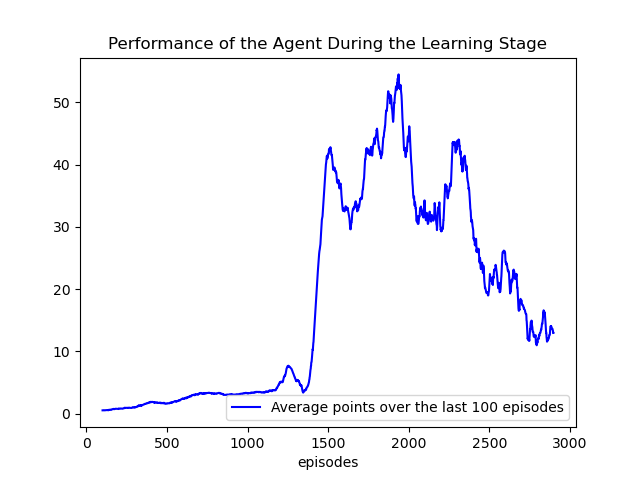 Performance of the Agent During the Learning Stage
50
40
30
20
10
0
Average points over the last 100 episodes
0 500 1000 1500 2000 2500 3000
episodes